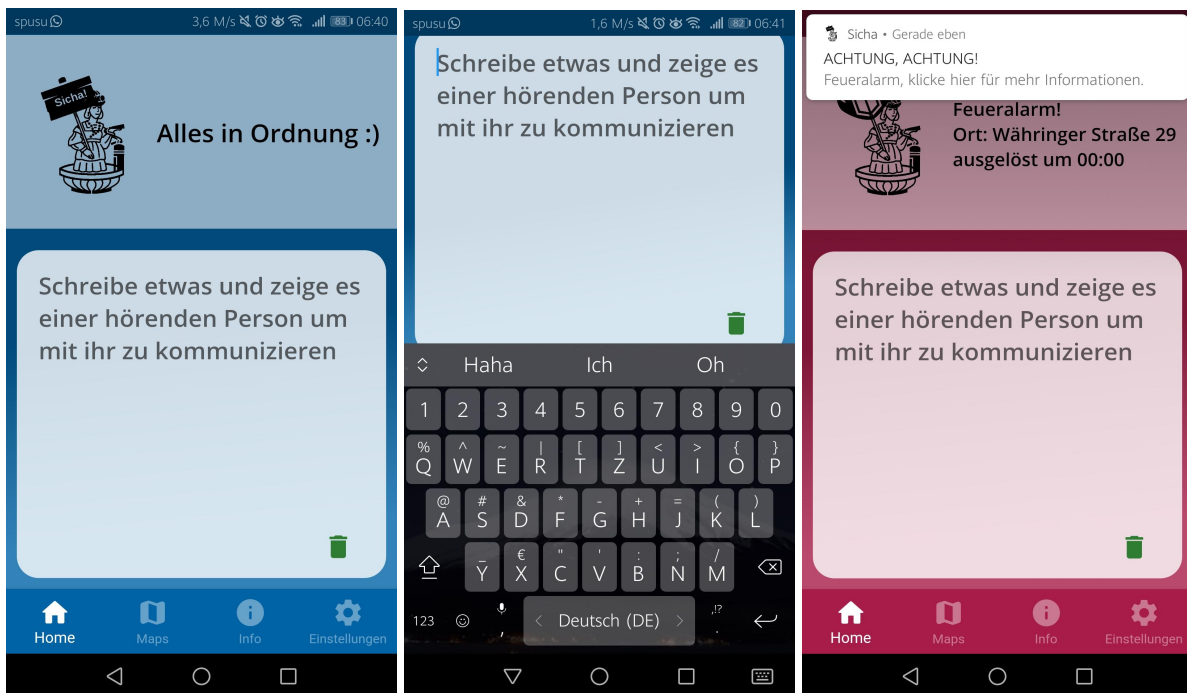 spusu 3,6 M/s 83 06:40
Sicha!
Alles in Ordnung :)
Schreibe etwas und zeige es
einer hörenden Person um
mit ihr zu kommunizieren
Home Maps Info Einstellungen
spusu 1,6 M/s 82 06:41
Schreibe etwas und zeige es
einer hörenden Person um
mit ihr zu kommunizieren
Haha Ich Oh
1 2 3 4 5 6 7 8 9 0
% ^ ~ | [ ] < > { }
Q W E R T Z U I O P
@ # & * - + = ( )
A S D F G H J K L
_ € " ' : ; /
Y X C V B N M
123 , < Deutsch (DE) > ,!? .
Sicha • Gerade eben
ACHTUNG, ACHTUNG!
Feueralarm, klicke hier für mehr Informationen.
Feueralarm!
Ort: Währinger Straße 29
ausgelöst um 00:00
Schreibe etwas und zeige es
einer hörenden Person um
mit ihr zu kommunizieren
Home Maps Info Einstellungen